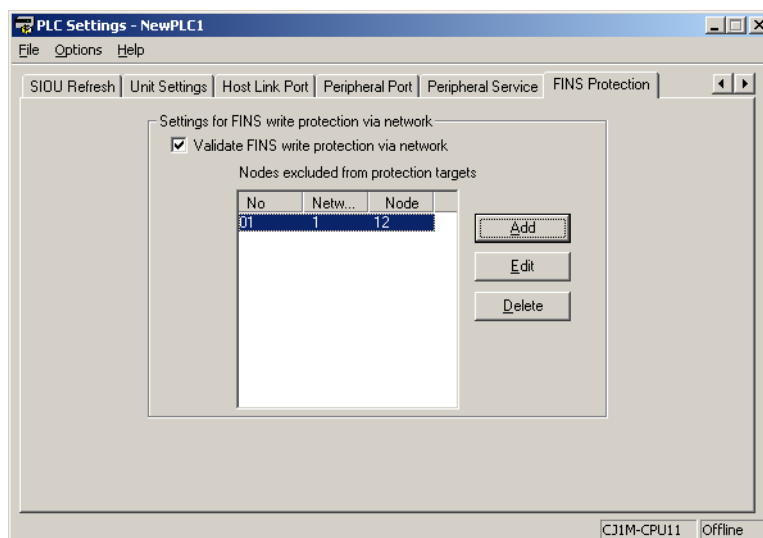 PLC Settings - NewPLC1
File Options Help
SIOU Refresh Unit Settings Host Link Port Peripheral Port Peripheral Service FINS Protection
Settings for FINS write protection via network
Validate FINS write protection via network
Nodes excluded from protection targets
No Netw... Node
01 1 12
Add
Edit
Delete
CJ1M-CPU11 Offline